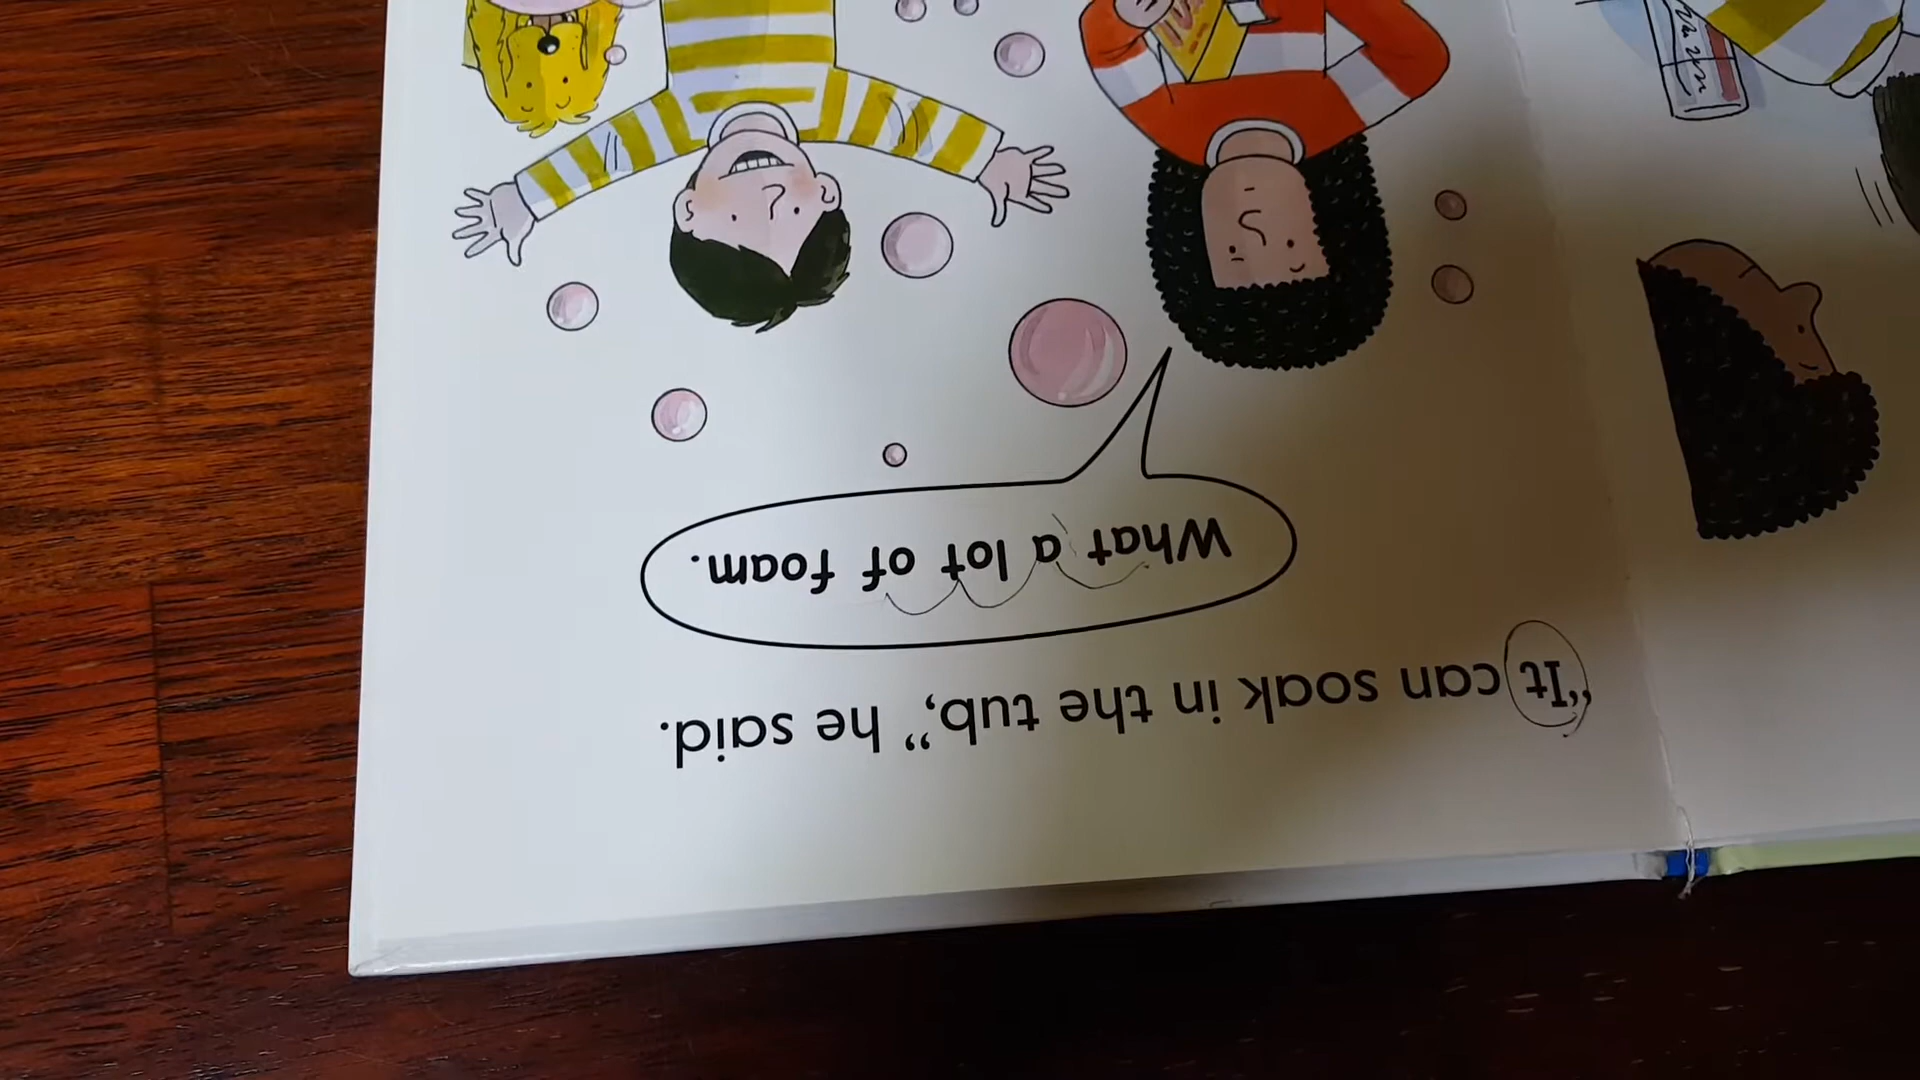 "It can soak in the tub," he said.
What a lot of foam.